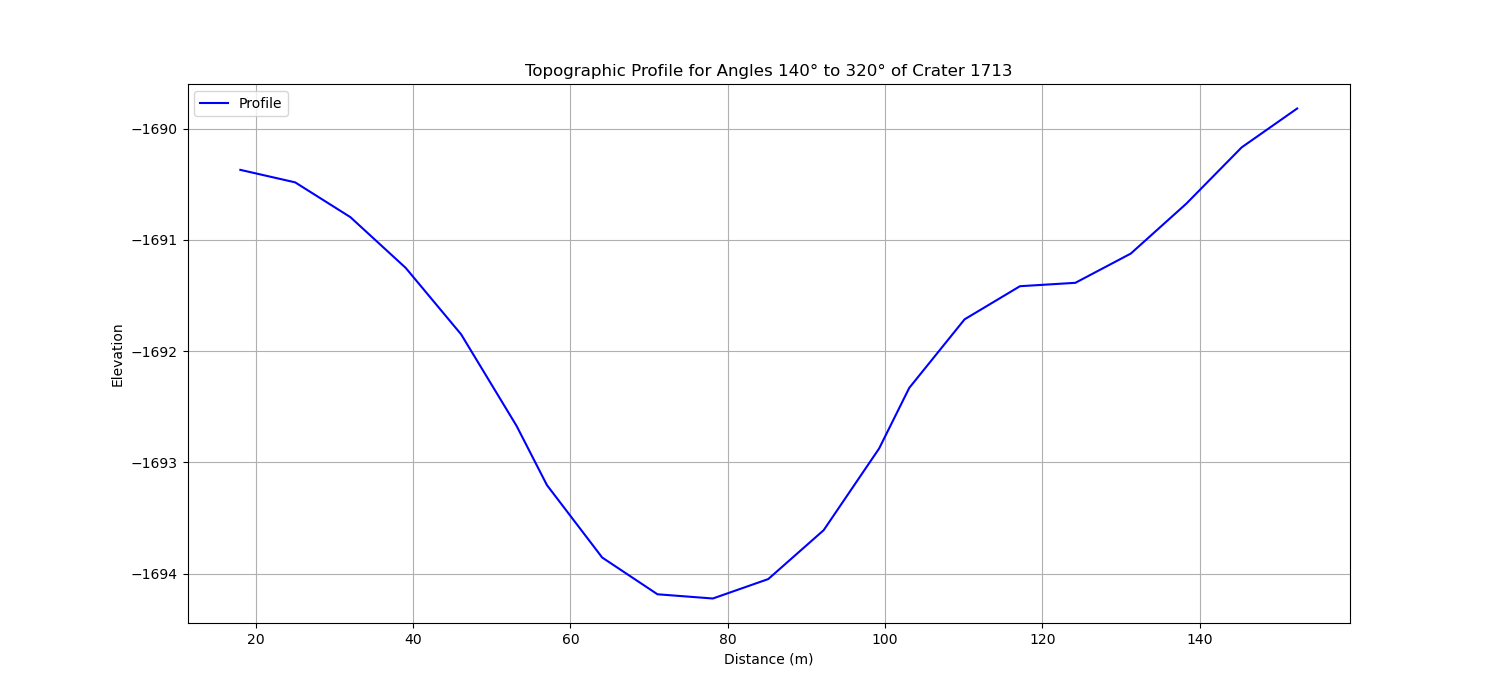 Topographic Profile for Angles 140° to 320° of Crater 1713
Profile
−1690
−1691
−1692
−1693
−1694
Elevation
20 40 60 80 100 120 140
Distance (m)